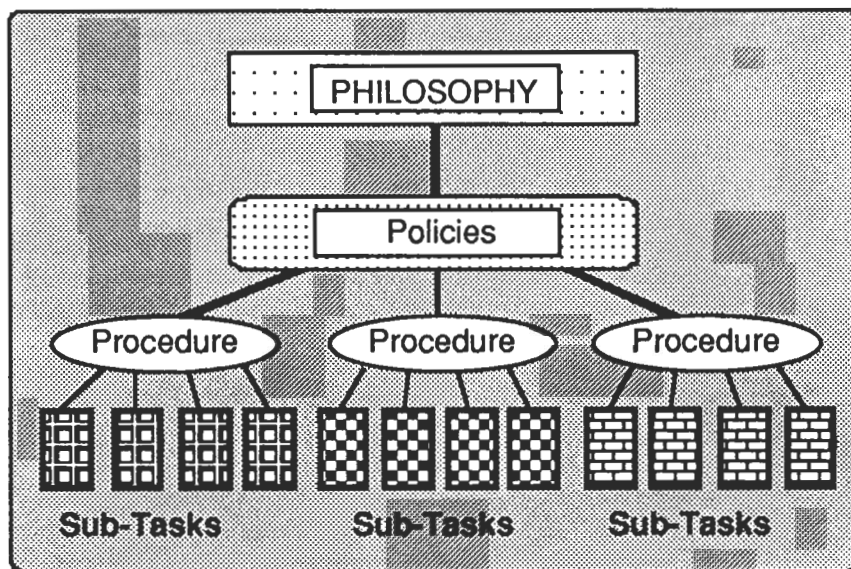 PHILOSOPHY
Policies
Procedure Procedure Procedure
Sub-Tasks Sub-Tasks Sub-Tasks